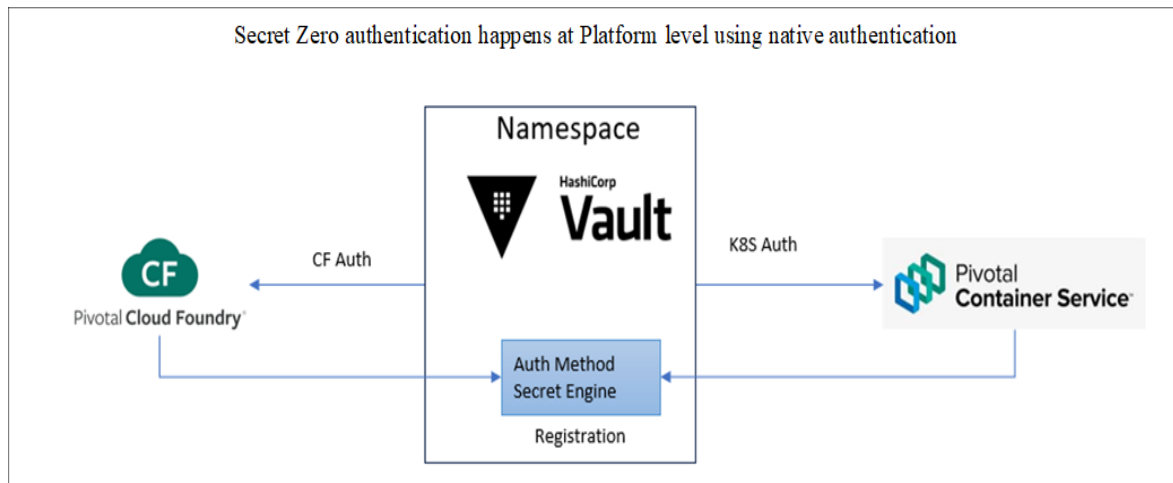 Secret Zero authentication happens at Platform level using native authentication
Namespace
HashiCorp
Vault
CF Auth
K8S Auth
CF
Pivotal Cloud Foundry
Pivotal
Container Service
Auth Method
Secret Engine
Registration